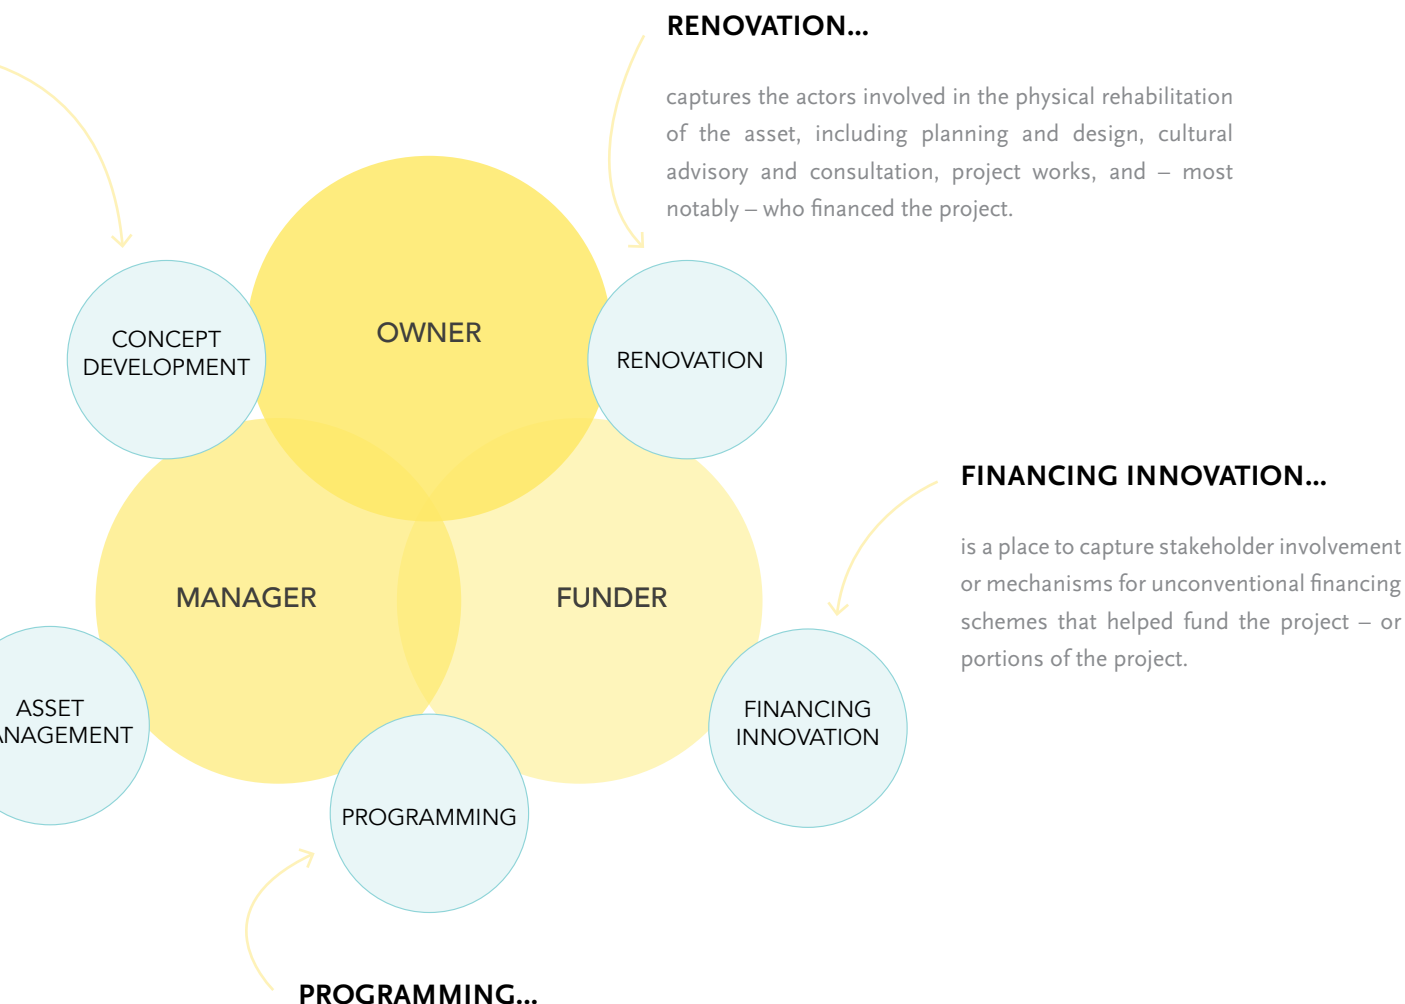 RENOVATION...
captures the actors involved in the physical rehabilitation
of the asset, including planning and design, cultural
advisory and consultation, project works, and – most
notably – who financed the project.
OWNER
CONCEPT
DEVELOPMENT
RENOVATION
FINANCING INNOVATION...
is a place to capture stakeholder involvement
or mechanisms for unconventional financing
schemes that helped fund the project – or
portions of the project.
MANAGER
FUNDER
ASSET
NAGEMENT
FINANCING
INNOVATION
PROGRAMMING
PROGRAMMING...